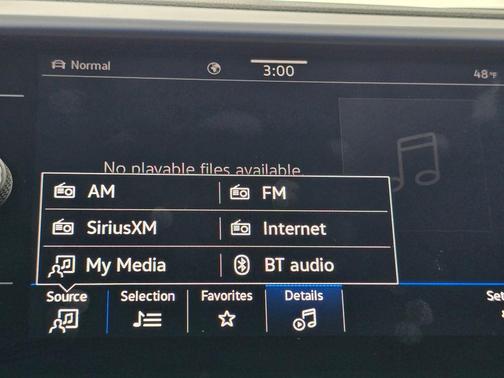 Normal
3:00
48°F
No playable files available.
AM
FM
SiriusXM
Internet
My Media
BT audio
Source
Selection
Favorites
Details
Set